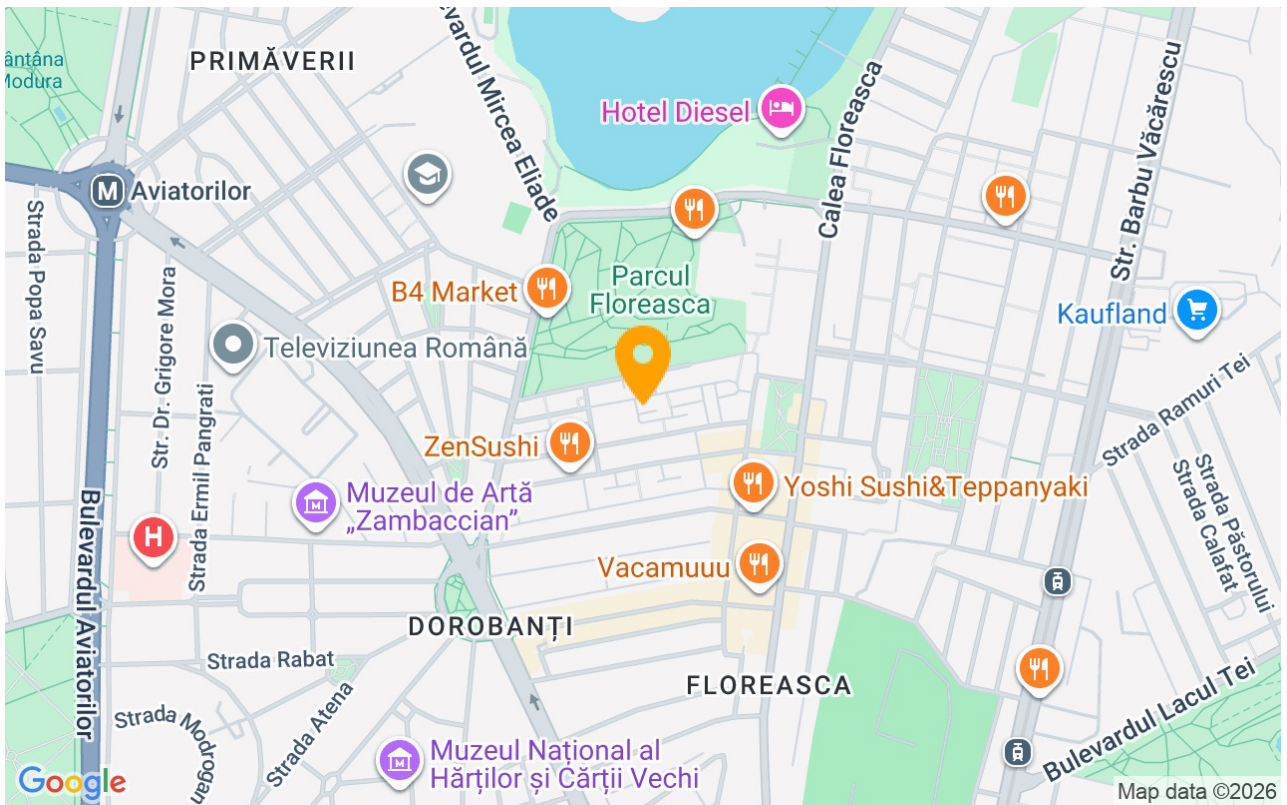 ântâna
Modura
PRIMĂVERII
Bulevardul Mircea Eliade
Hotel Diesel
Calea Floreasca
Str. Barbu Văcărescu
M
Aviatorilor
Strada Popa Savu
Str. Dr. Grigore Mora
B4 Market
Parcul
Floreasca
Kaufland
Televiziunea Română
Strada Ermil Pangrati
ZenSushi
Strada Ramuri Tei
Muzeul de Artă
„Zambaccian”
Yoshi Sushi&Teppanyaki
Strada Păstorului
Strada Calafat
H
Bulevardul Aviatorilor
Vacamuuu
DOROBANȚI
Strada Rabat
FLOREASCA
Strada Atena
Strada Modrogan
Bulevardul Lacul Tei
Muzeul Național al
Hărților și Cărții Vechi
Google
Map data ©2026